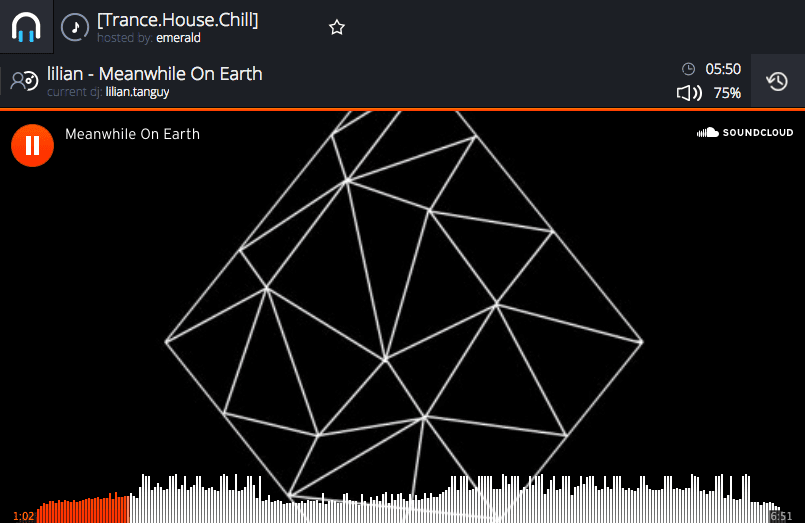 [Trance.House.Chill]
hosted by: emerald
lilian - Meanwhile On Earth
current dj: lilian.tanguy
05:50
75%
Meanwhile On Earth
SOUNDCLOUD
1:02
6:51